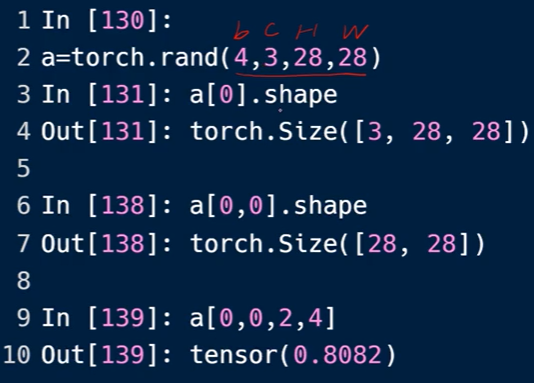 b C H W
1 In [130]:
2 a=torch.rand(4,3,28,28)
3 In [131]: a[0].shape
4 Out[131]: torch.Size([3, 28, 28])
5
6 In [138]: a[0,0].shape
7 Out[138]: torch.Size([28, 28])
8
9 In [139]: a[0,0,2,4]
10 Out[139]: tensor(0.8082)